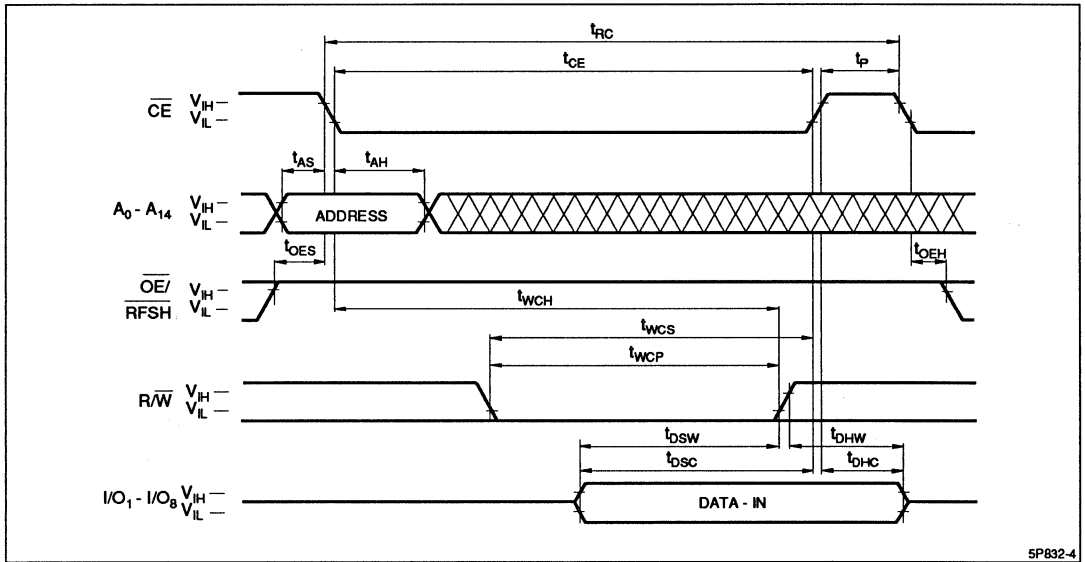 tRC
tCE
tP
CE VIH
VIL
tAS
tAH
A0 - A14 VIH
VIL
ADDRESS
tOES
tOEH
OE/
RFSH VIH
VIL
tWCH
tWCS
tWCP
R/W VIH
VIL
tDSW
tDHW
tDSC
tDHC
I/O1 - I/O8 VIH
VIL
DATA - IN
5P832-4